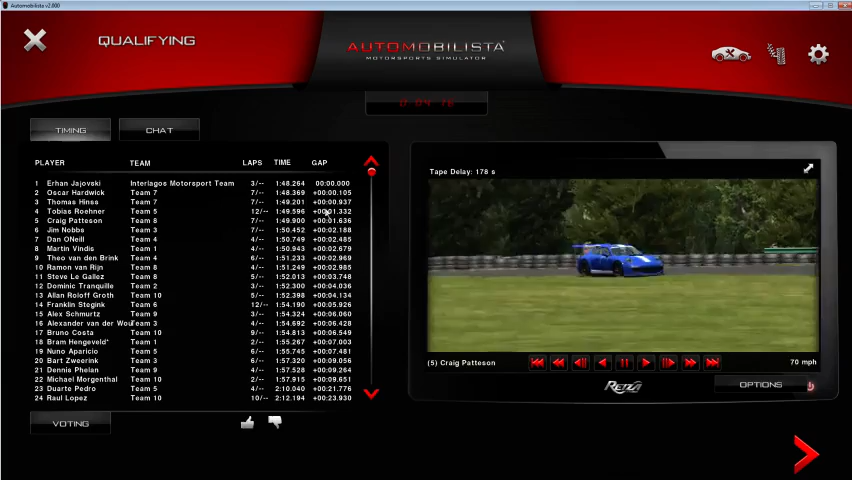 Automobilista v2.000
QUALIFYING
AUTOMOBILISTA
MOTORSPORTS SIMULATOR
TIMING
CHAT
PLAYER TEAM LAPS TIME GAP
1 Erhan Jajovski Interlagos Motorsport Team 3/-- 1:48.264 00:00.000
2 Oscar Hardwick Team 7 7/-- 1:48.369 +00:00.105
3 Thomas Hinss Team 7 7/-- 1:49.201 +00:00.937
4 Tobias Roehner Team 5 12/-- 1:49.596 +00:01.332
5 Craig Patteson Team 8 7/-- 1:49.900 +00:01.636
6 Jim Nobbs Team 3 7/-- 1:50.452 +00:02.188
7 Dan ONeill Team 4 5/-- 1:50.749 +00:02.485
8 Martin Vindis Team 1 4/-- 1:50.943 +00:02.679
9 Theo van den Brink Team 4 6/-- 1:51.233 +00:02.969
10 Ramon van Rijn Team 8 4/-- 1:51.249 +00:02.985
11 Steve Le Gallez Team 8 5/-- 1:52.013 +00:03.748
12 Dominic Tranquille Team 2 3/-- 1:52.300 +00:04.036
13 Allan Roloff Groth Team 10 5/-- 1:52.398 +00:04.134
14 Franklin Stegink Team 6 12/-- 1:54.190 +00:05.926
15 Alex Schmurtz Team 9 3/-- 1:54.324 +00:06.060
16 Alexander van der Wou Team 3 4/-- 1:54.692 +00:06.428
17 Bruno Costa Team 10 9/-- 1:54.813 +00:06.549
18 Bram Hengeveld* Team 1 2/-- 1:55.267 +00:07.003
19 Nuno Aparicio Team 3 6/-- 1:55.745 +00:07.481
20 Bart Zweerink Team 3 3/-- 1:57.320 +00:09.056
21 Dennis Phelan Team 9 4/-- 1:57.528 +00:09.264
22 Michael Morgenthal Team 10 2/-- 1:57.915 +00:09.651
23 Duarte Pedro Team 5 4/-- 2:10.040 +00:21.776
24 Raul Lopez Team 10 10/-- 2:12.194 +00:23.930
VOTING
Tape Delay: 178 s
(5) Craig Patteson
70 mph
Reiza
OPTIONS